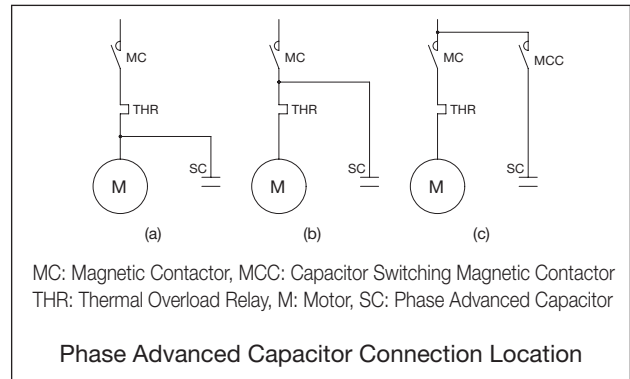 MC
MC
MC
MCC
THR
THR
THR
SC
SC
SC
M
M
M
(a)
(b)
(c)
MC: Magnetic Contactor, MCC: Capacitor Switching Magnetic Contactor
THR: Thermal Overload Relay, M: Motor, SC: Phase Advanced Capacitor
Phase Advanced Capacitor Connection Location